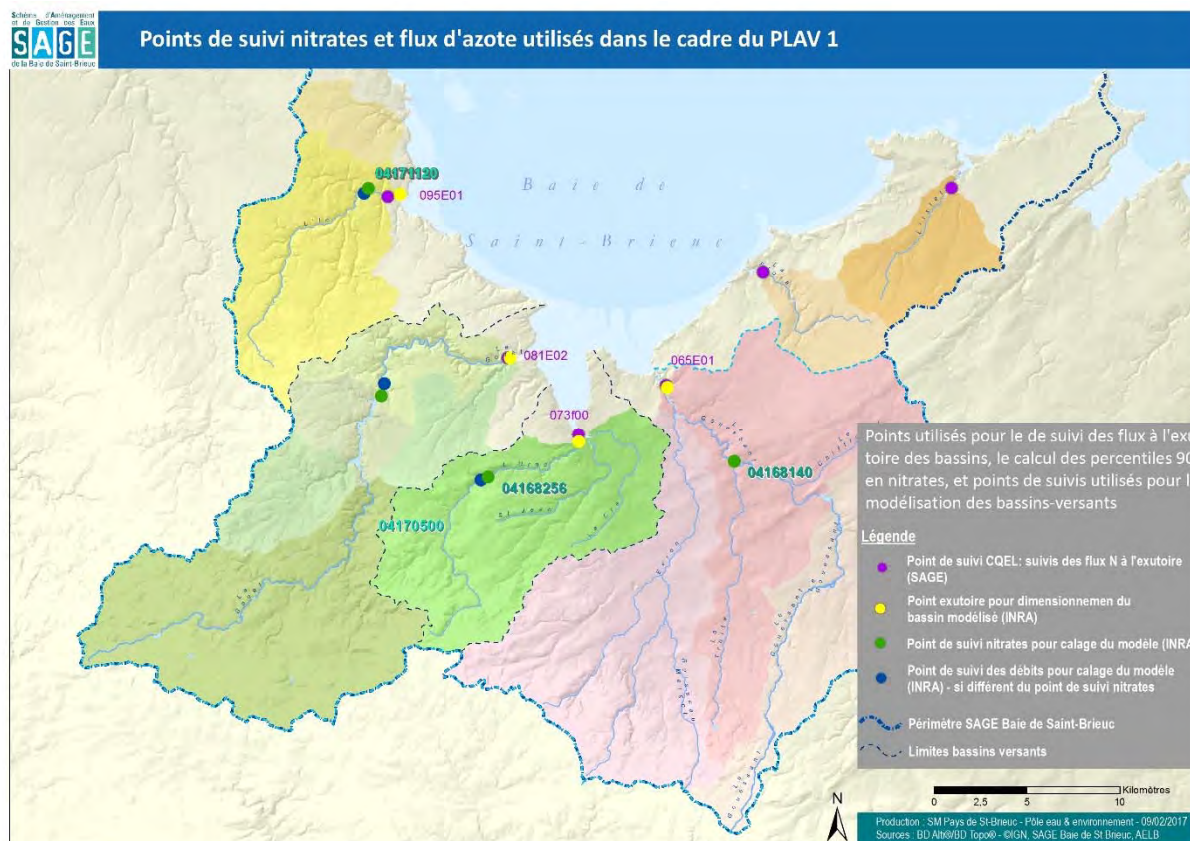 Schéma d'Aménagement
et de Gestion des Eaux
SAGE
de la Baie de Saint-Brieuc
Points de suivi nitrates et flux d'azote utilisés dans le cadre du PLAV 1
04171120
095E01
Baie de
Saint-Brieuc
081E02
065E01
073f00
04168140
04168256
04170500
Points utilisés pour le de suivi des flux à l'exu
toire des bassins, le calcul des percentiles 90
en nitrates, et points de suivis utilisés pour l
modélisation des bassins-versants
Légende
Point de suivi CQEL: suivis des flux N à l'exutoire
(SAGE)
Point exutoire pour dimensionnemen du
bassin modélisé (INRA)
Point de suivi nitrates pour calage du modèle (INRA
Point de suivi des débits pour calage du modèle
(INRA) - si différent du point de suivi nitrates
Périmètre SAGE Baie de Saint-Brieuc
Limites bassins versants
N
Kilomètres
0 2,5 5 10
Production : SM Pays de St-Brieuc - Pôle eau & environnement - 09/02/2017
Sources : BD Alti®/BD Topo® - ©IGN, SAGE Baie de St Brieuc, AELB